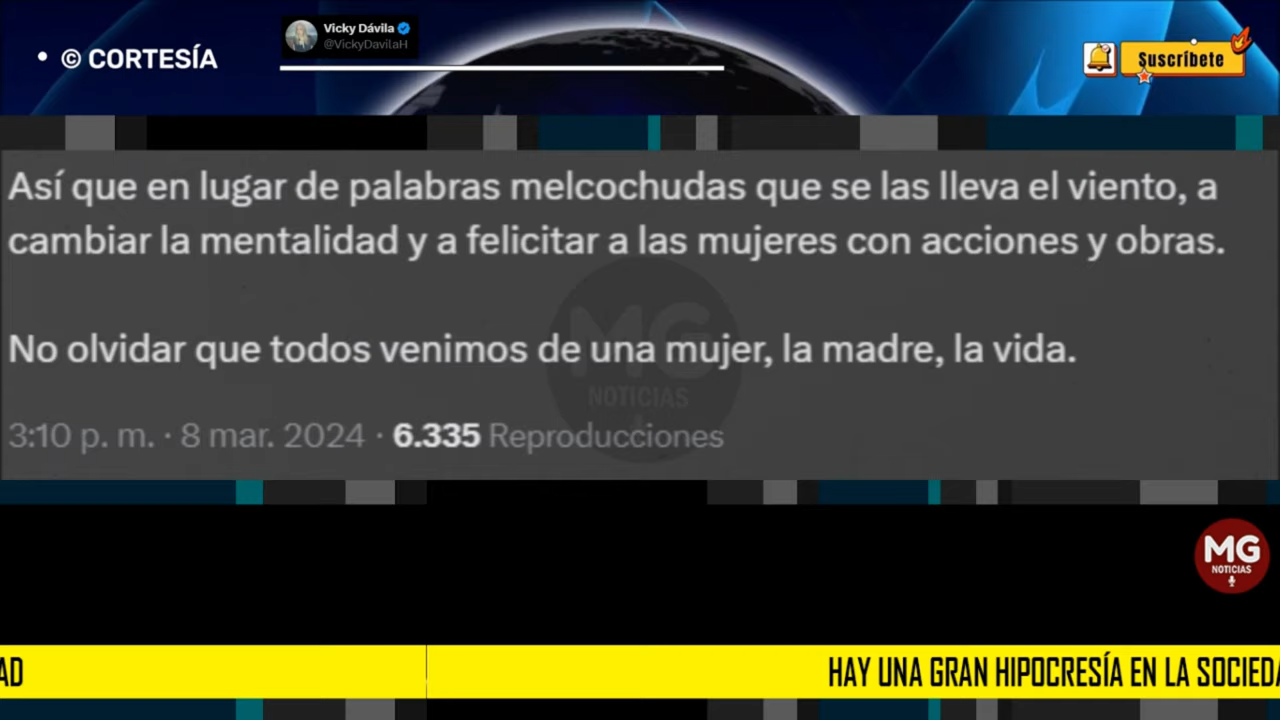 • © CORTESÍA
Vicky Dávila
@VickyDavilaH
Suscríbete
Así que en lugar de palabras melcochudas que se las lleva el viento, a
cambiar la mentalidad y a felicitar a las mujeres con acciones y obras.
No olvidar que todos venimos de una mujer, la madre, la vida.
MG
NOTICIAS
3:10 p. m. · 8 mar. 2024 · 6.335 Reproducciones
MG
NOTICIAS
AD
HAY UNA GRAN HIPOCRESÍA EN LA SOCIEDA